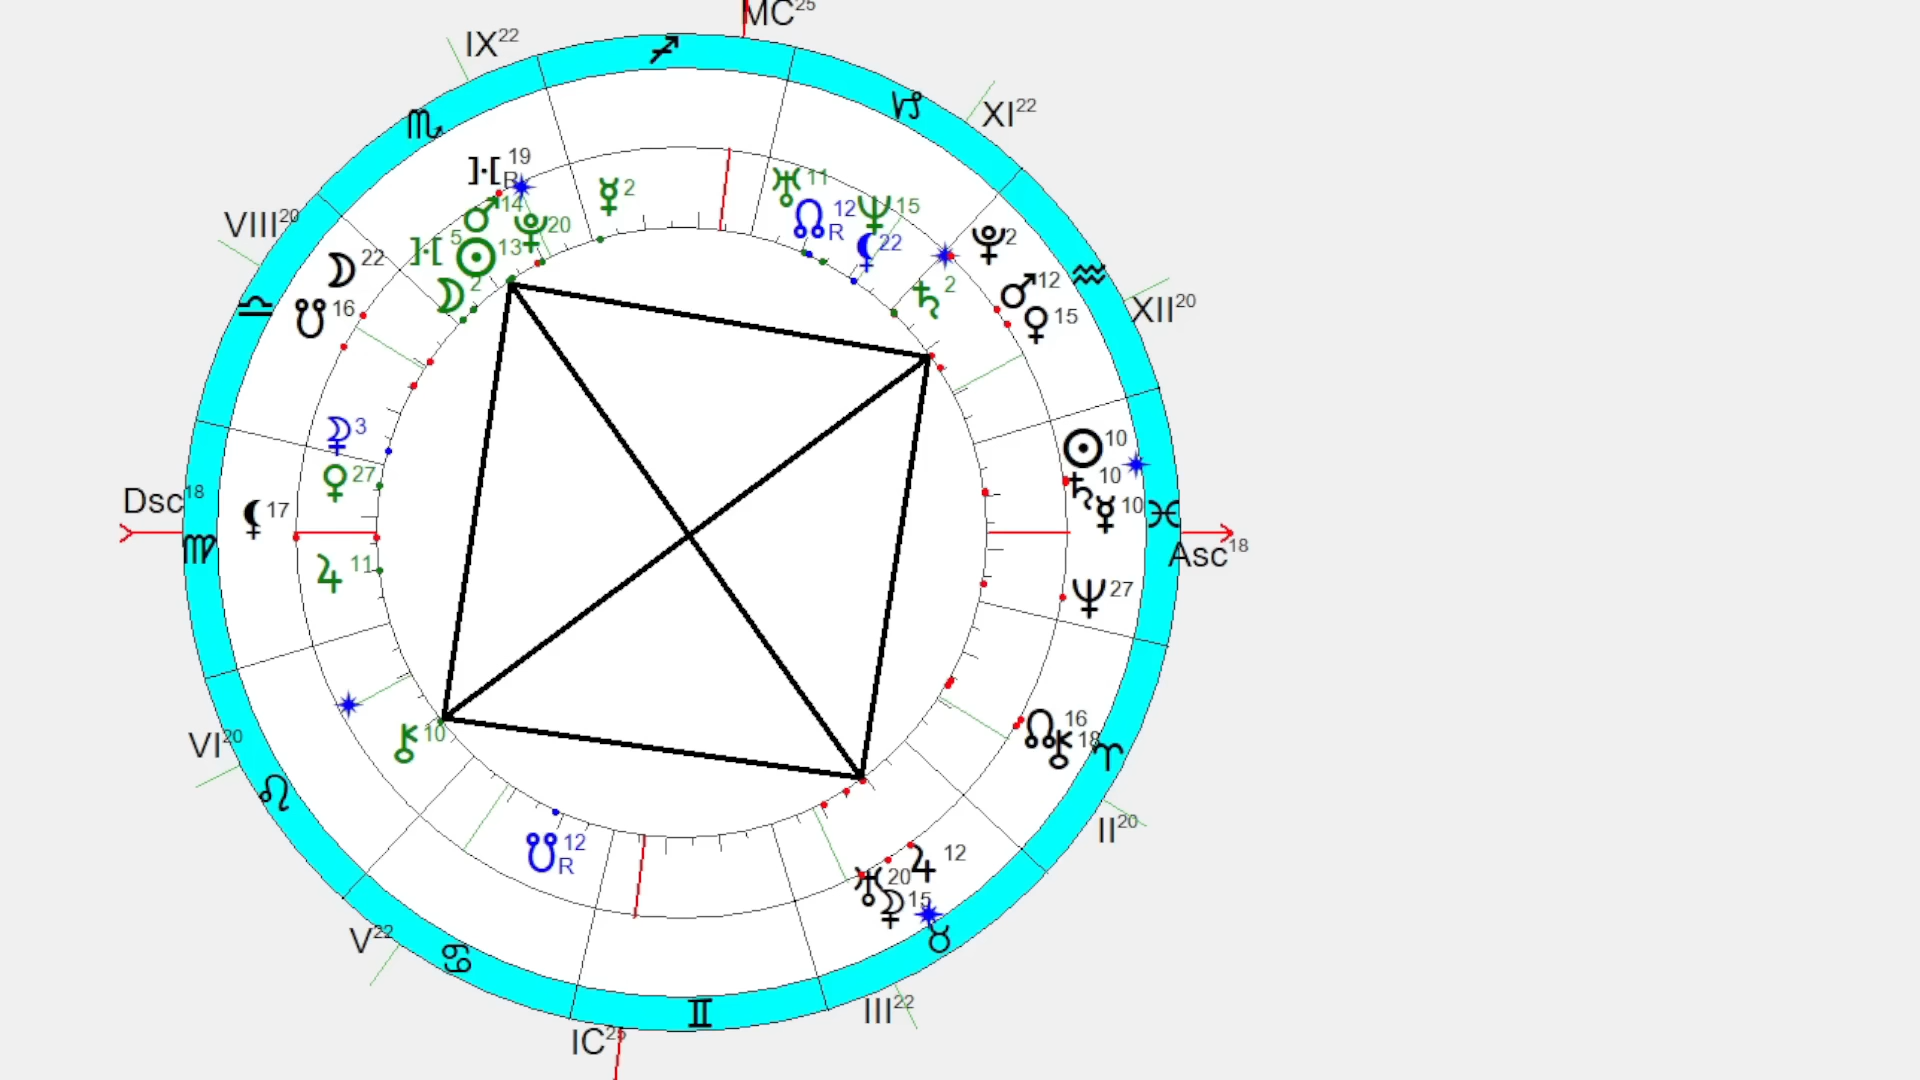 MC25
IX22
♐
XI22
♑
♏
]·[ R 19
♅ 11
☿ 2
♂ 14
♇ 20
☊ R 12
♆ 15
VIII20
]·[ 5
☉ 13
⚸ 22
♇ 2
☽ 22
♒
☽ 2
♄ 2
♂ 12
XII20
♎
☋ 16
♀ 15
⚸ 3
☉ 10
♀ 27
♄ 10
Dsc18
⚸ 17
☿ 10
♓
♍
Asc18
♃ 11
♆ 27
☊ 16
VI20
⚷ 10
⚷ 18
♈
♌
II20
☋ R 12
♃ 12
♅ 20
⚸ 15
V22
♉
♋
III22
♊
IC25